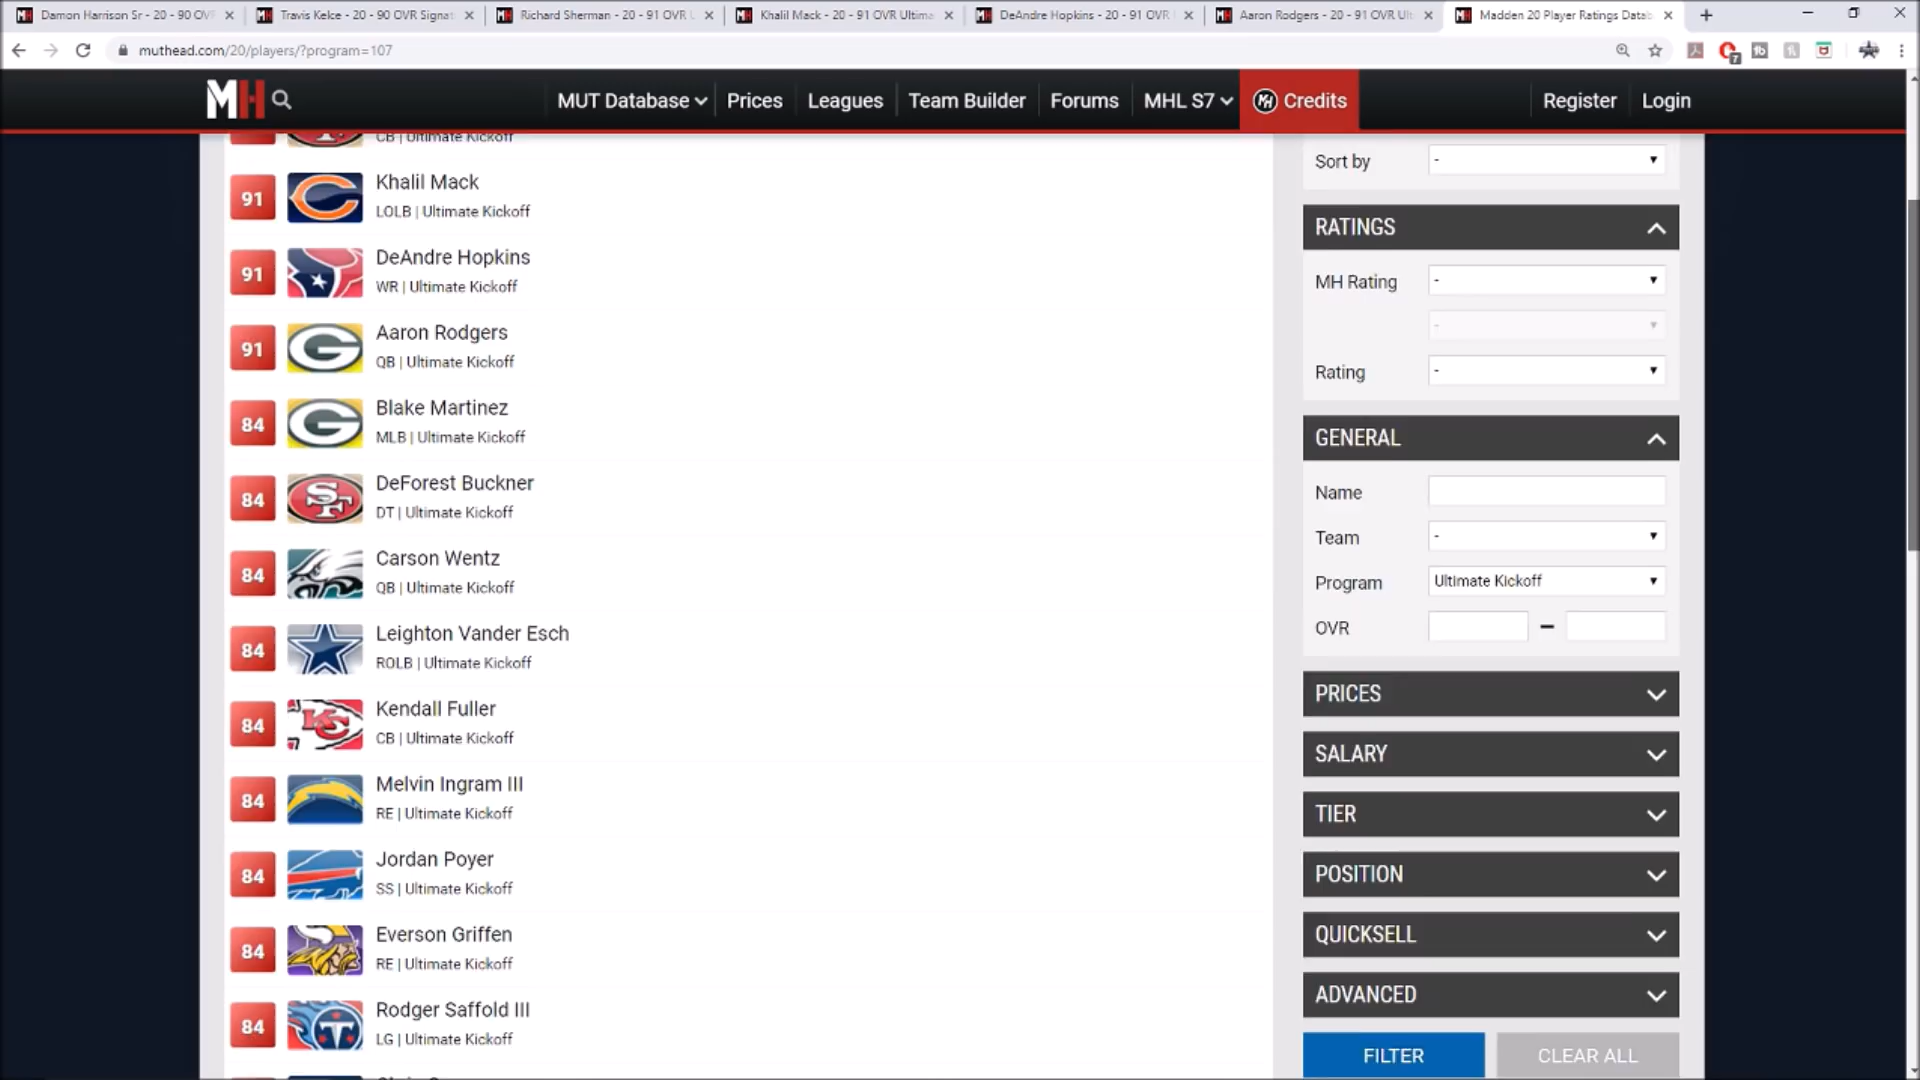 Damon Harrison Sr - 20 - 90 OVR
Travis Kelce - 20 - 90 OVR Signat
Richard Sherman - 20 - 91 OVR U
Khalil Mack - 20 - 91 OVR Ultima
DeAndre Hopkins - 20 - 91 OVR
Aaron Rodgers - 20 - 91 OVR Ulti
Madden 20 Player Ratings Datab
muthead.com/20/players/?program=107
7
MH
MUT Database
Prices
Leagues
Team Builder
Forums
MHL S7
Credits
Register
Login
CB | Ultimate Kickoff
91
Khalil Mack
LOLB | Ultimate Kickoff
91
DeAndre Hopkins
WR | Ultimate Kickoff
91
Aaron Rodgers
QB | Ultimate Kickoff
84
Blake Martinez
MLB | Ultimate Kickoff
84
DeForest Buckner
DT | Ultimate Kickoff
84
Carson Wentz
QB | Ultimate Kickoff
84
Leighton Vander Esch
ROLB | Ultimate Kickoff
84
Kendall Fuller
CB | Ultimate Kickoff
84
Melvin Ingram III
RE | Ultimate Kickoff
84
Jordan Poyer
SS | Ultimate Kickoff
84
Everson Griffen
RE | Ultimate Kickoff
84
Rodger Saffold III
LG | Ultimate Kickoff
Sort by -
RATINGS
MH Rating -
-
Rating -
GENERAL
Name
Team -
Program Ultimate Kickoff
OVR –
PRICES
SALARY
TIER
POSITION
QUICKSELL
ADVANCED
FILTER CLEAR ALL